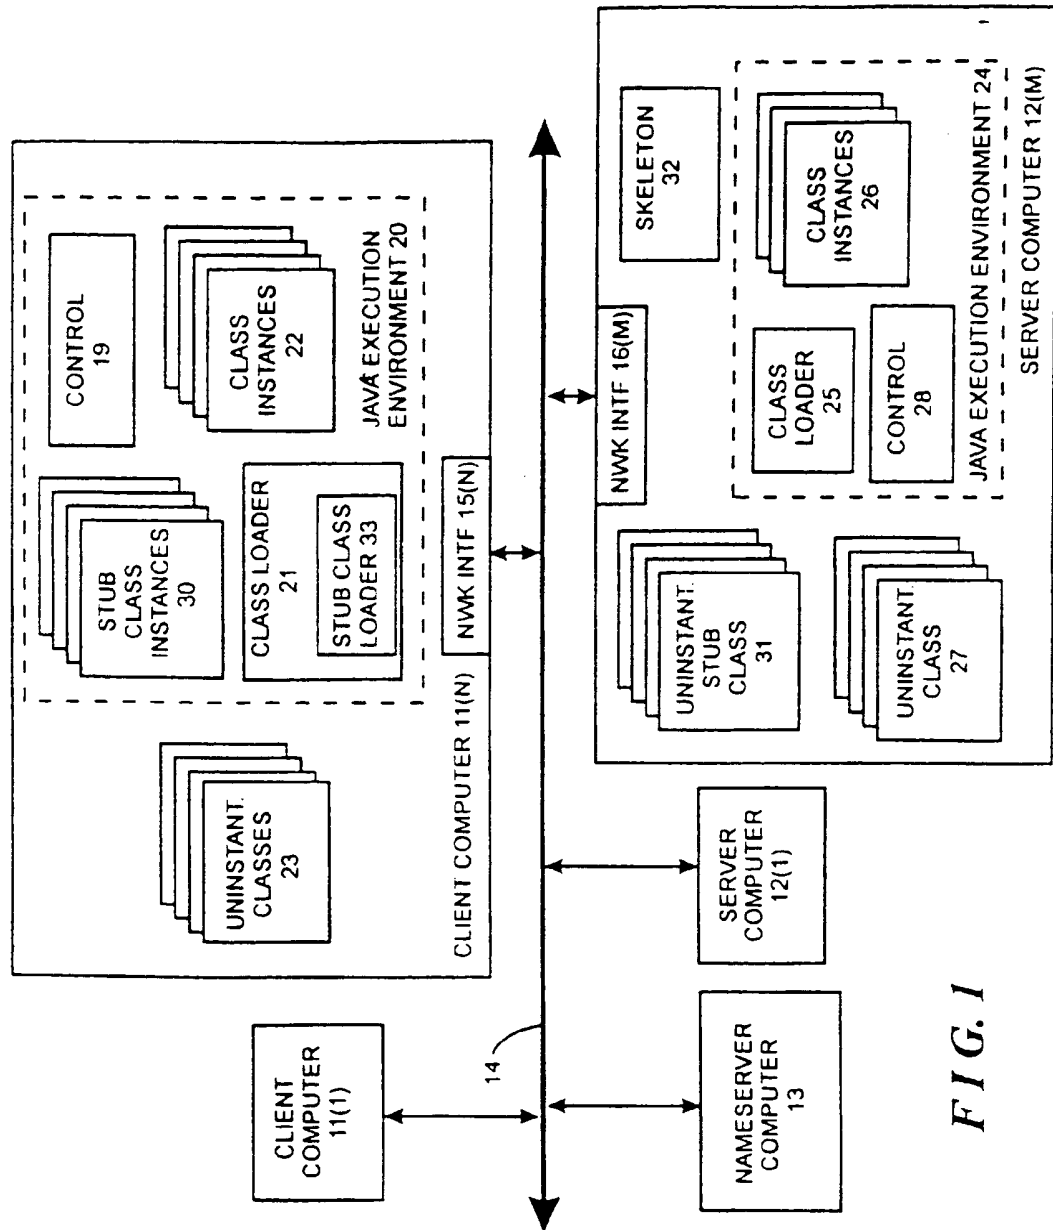 CLIENT
COMPUTER
11(1)
UNINSTANT.
CLASSES
23
STUB
CLASS
INSTANCES
30
CONTROL
19
CLASS LOADER
21
STUB CLASS
LOADER 33
CLASS
INSTANCES
22
JAVA EXECUTION
ENVIRONMENT 20
CLIENT COMPUTER 11(N)
NWK INTF 15(N)
14
NAMESERVER
COMPUTER
13
SERVER
COMPUTER
12(1)
NWK INTF 16(M)
SKELETON
32
UNINSTANT.
STUB
CLASS
31
CLASS
LOADER
25
CLASS
INSTANCES
26
UNINSTANT.
CLASS
27
CONTROL
28
JAVA EXECUTION ENVIRONMENT 24
SERVER COMPUTER 12(M)
FIG. 1